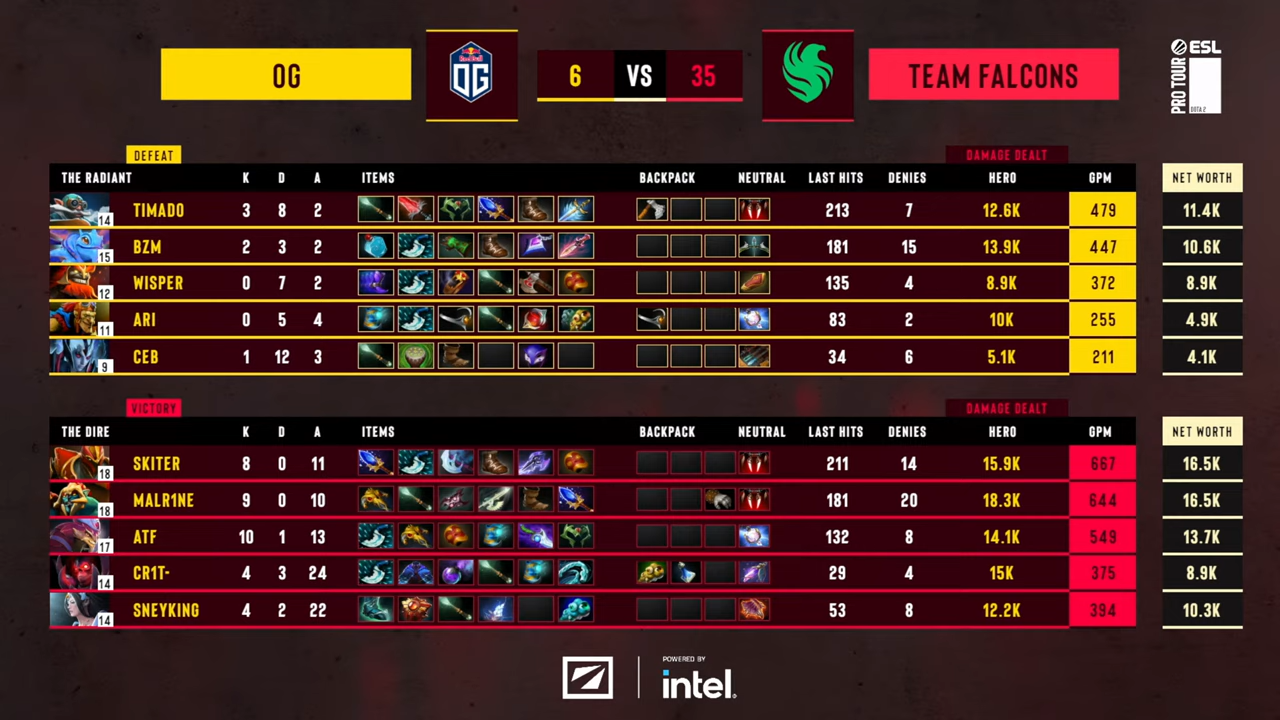 OG
Red Bull
OG
6 VS 35
TEAM FALCONS
ESL
PRO TOUR
DOTA 2
DEFEAT
DAMAGE DEALT
THE RADIANT K D A ITEMS BACKPACK NEUTRAL LAST HITS DENIES HERO GPM NET WORTH
14 TIMADO 3 8 2 213 7 12.6K 479 11.4K
15 BZM 2 3 2 181 15 13.9K 447 10.6K
12 WISPER 0 7 2 135 4 8.9K 372 8.9K
11 ARI 0 5 4 83 2 10K 255 4.9K
9 CEB 1 12 3 34 6 5.1K 211 4.1K
VICTORY
DAMAGE DEALT
THE DIRE K D A ITEMS BACKPACK NEUTRAL LAST HITS DENIES HERO GPM NET WORTH
18 SKITER 8 0 11 211 14 15.9K 667 16.5K
18 MALR1NE 9 0 10 181 20 18.3K 644 16.5K
17 ATF 10 1 13 132 8 14.1K 549 13.7K
14 CR1T- 4 3 24 29 4 15K 375 8.9K
14 SNEYKING 4 2 22 53 8 12.2K 394 10.3K
POWERED BY
intel.